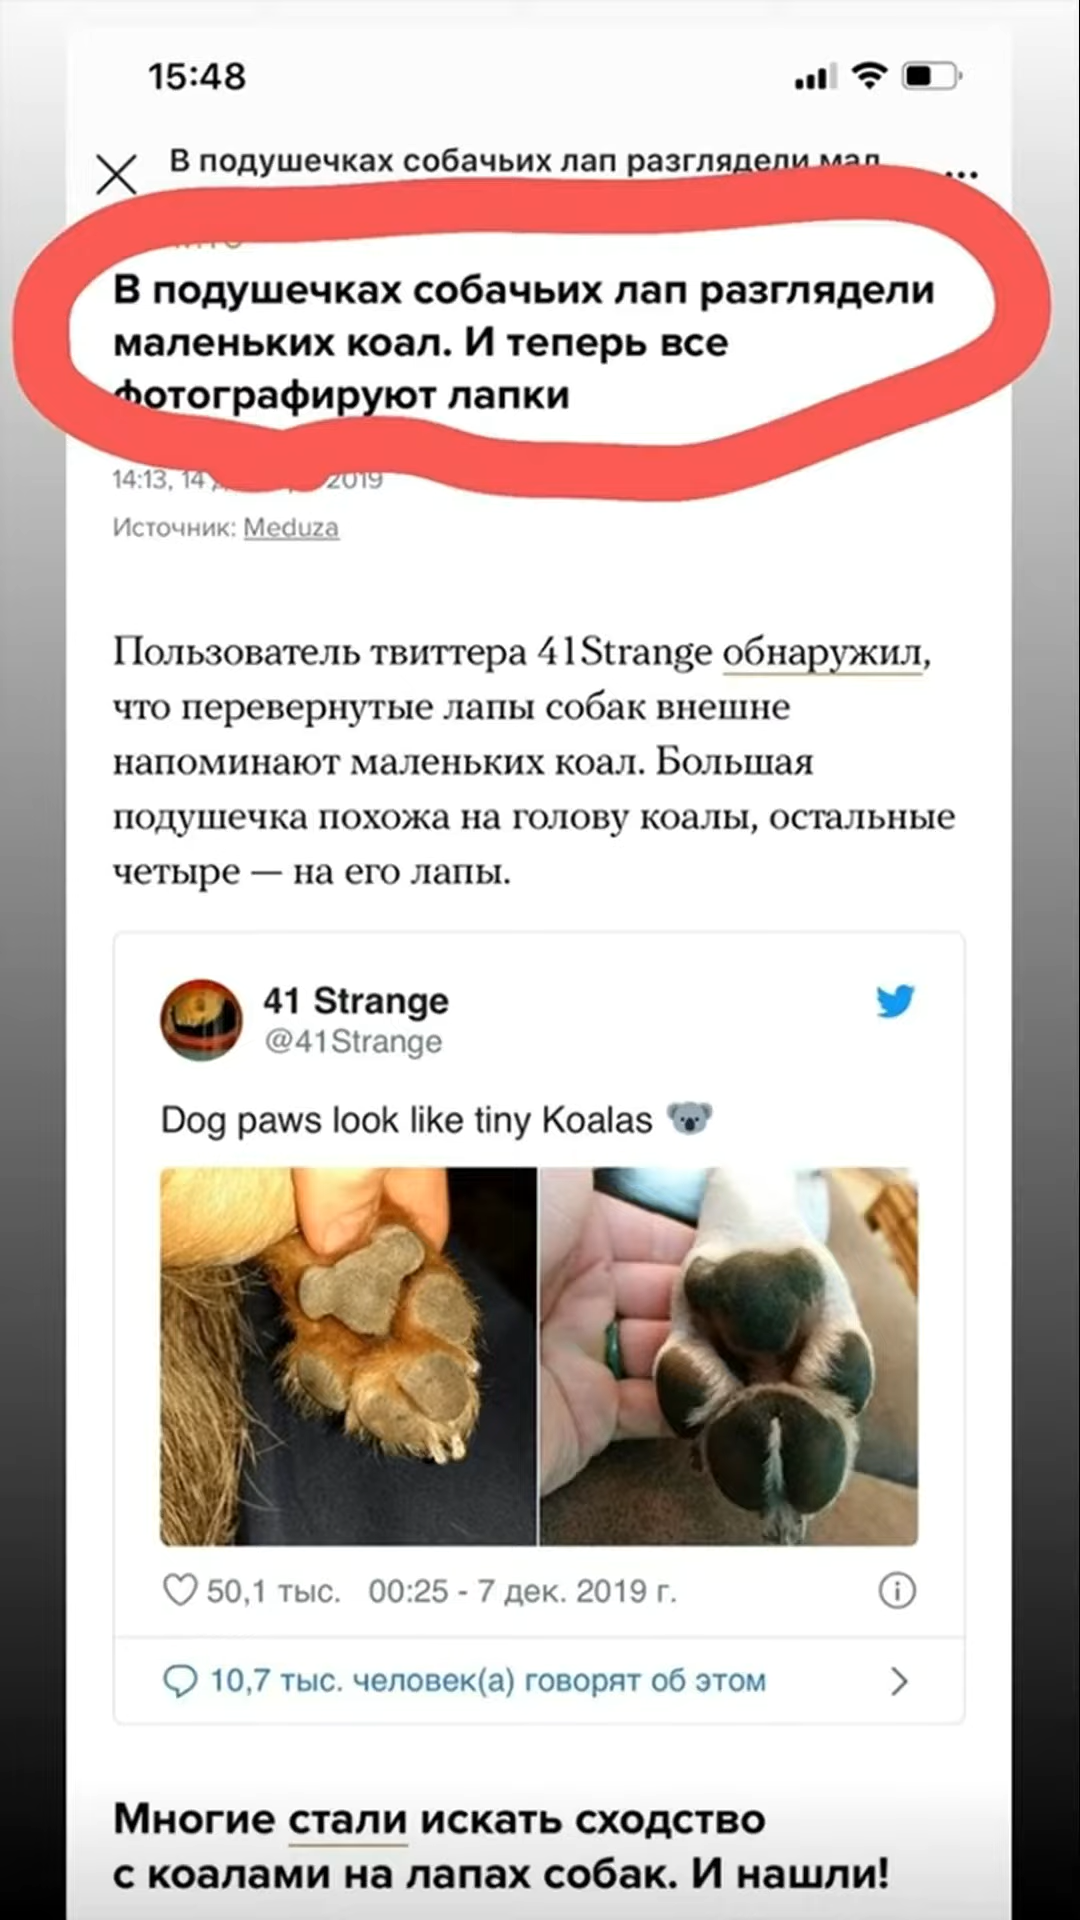 15:48
В подушечках собачьих лап разглядели мал...
В подушечках собачьих лап разглядели
маленьких коал. И теперь все
фотографируют лапки
14:13, 14 2019
Источник: Meduza
Пользователь твиттера 41Strange обнаружил,
что перевернутые лапы собак внешне
напоминают маленьких коал. Большая
подушечка похожа на голову коалы, остальные
четыре — на его лапы.
41 Strange
@41Strange
Dog paws look like tiny Koalas 🐨
50,1 тыс. 00:25 - 7 дек. 2019 г.
10,7 тыс. человек(а) говорят об этом
Многие стали искать сходство
с коалами на лапах собак. И нашли!